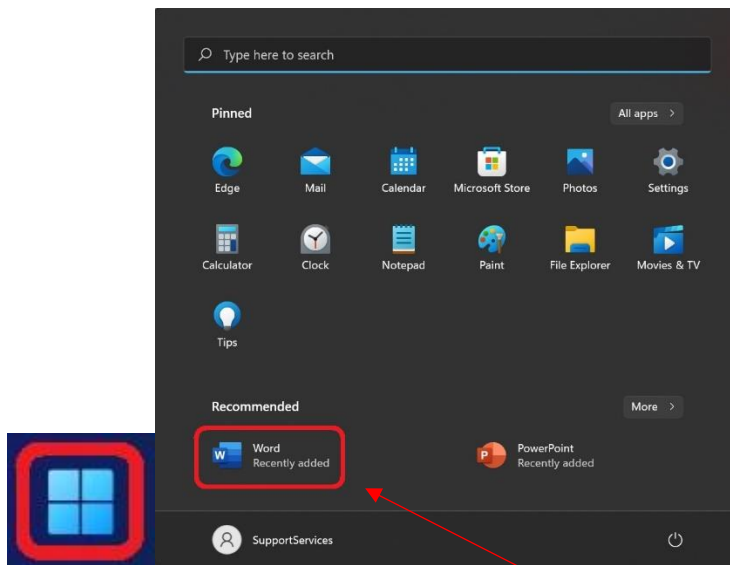 Type here to search
Pinned
All apps >
Edge
Mail
Calendar
Microsoft Store
Photos
Settings
Calculator
Clock
Notepad
Paint
File Explorer
Movies & TV
Tips
Recommended
More >
W
Word
Recently added
P
PowerPoint
Recently added
SupportServices